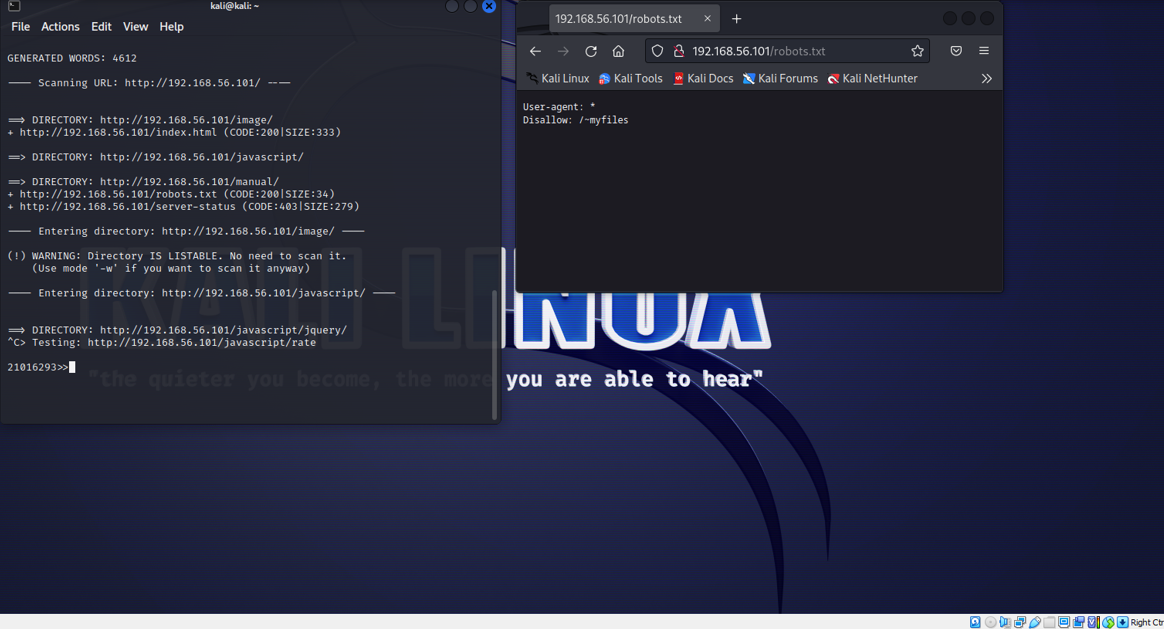 kali@kali: ~
File Actions Edit View Help
GENERATED WORDS: 4612
---- Scanning URL: http://192.168.56.101/ ----
==> DIRECTORY: http://192.168.56.101/image/
+ http://192.168.56.101/index.html (CODE:200|SIZE:333)
==> DIRECTORY: http://192.168.56.101/javascript/
==> DIRECTORY: http://192.168.56.101/manual/
+ http://192.168.56.101/robots.txt (CODE:200|SIZE:34)
+ http://192.168.56.101/server-status (CODE:403|SIZE:279)
---- Entering directory: http://192.168.56.101/image/ ----
(!) WARNING: Directory IS LISTABLE. No need to scan it.
(Use mode '-w' if you want to scan it anyway)
---- Entering directory: http://192.168.56.101/javascript/ ----
==> DIRECTORY: http://192.168.56.101/javascript/jquery/
^C> Testing: http://192.168.56.101/javascript/rate
21016293>>
192.168.56.101/robots.txt
192.168.56.101/robots.txt
Kali Linux Kali Tools Kali Docs Kali Forums Kali NetHunter
User-agent: *
Disallow: /~myfiles
KALI LINUX
"the quieter you become, the more you are able to hear"
Right Ctr